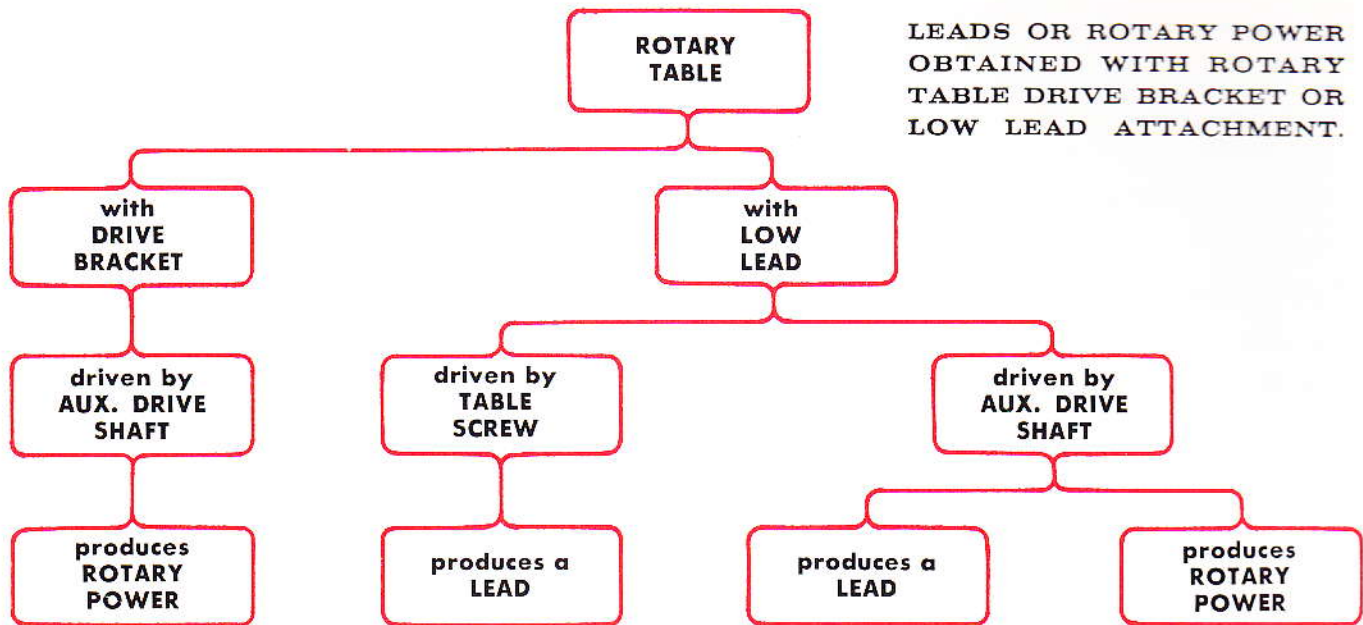 ROTARY
TABLE
LEADS OR ROTARY POWER
OBTAINED WITH ROTARY
TABLE DRIVE BRACKET OR
LOW LEAD ATTACHMENT.
with
DRIVE
BRACKET
with
LOW
LEAD
driven by
AUX. DRIVE
SHAFT
driven by
TABLE
SCREW
driven by
AUX. DRIVE
SHAFT
produces
ROTARY
POWER
produces a
LEAD
produces a
LEAD
produces
ROTARY
POWER